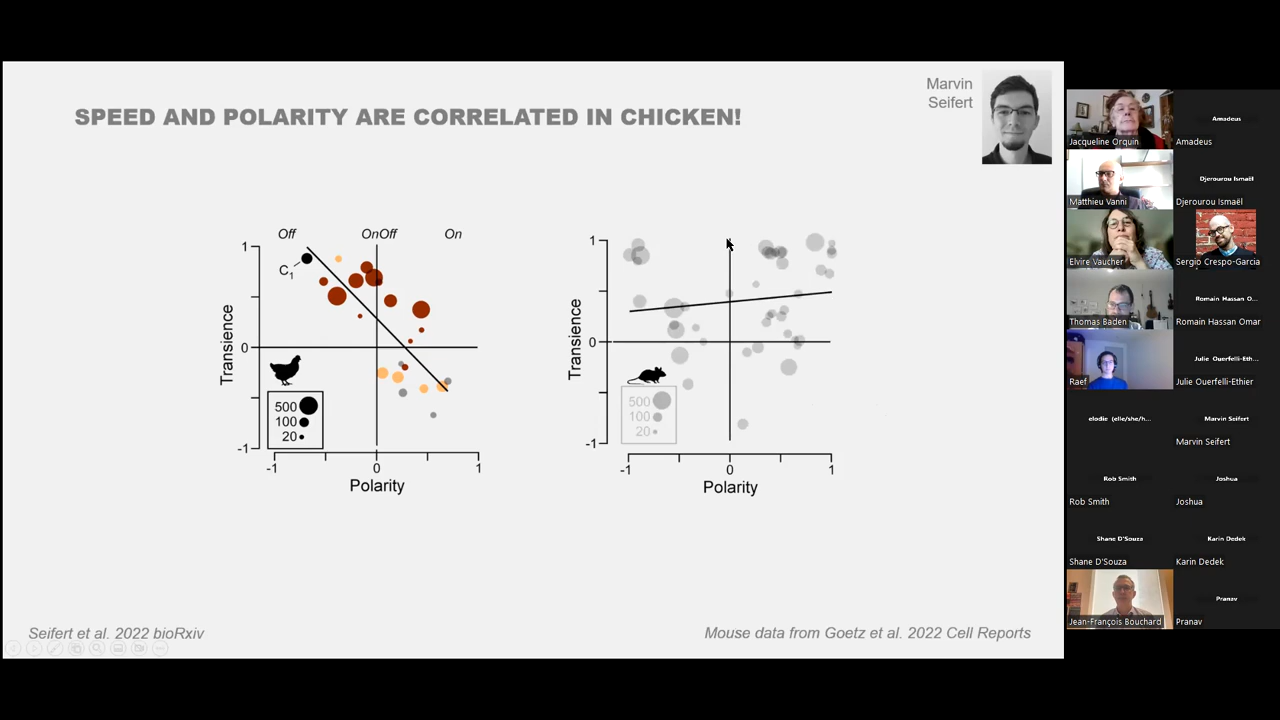 Marvin
Seifert
SPEED AND POLARITY ARE CORRELATED IN CHICKEN!
Off
OnOff
On
1
C1
Transience
0
500
100
20
-1
-1
0
1
Polarity
1
Transience
0
500
100
20
-1
-1
0
1
Polarity
Seifert et al. 2022 bioRxiv
Mouse data from Goetz et al. 2022 Cell Reports
Jacqueline Orquin
Amadeus
Amadeus
Matthieu Vanni
Djerourou Ismaël
Djerourou Ismaël
Elvire Vaucher
Sergio Crespo-Garcia
Thomas Baden
Romain Hassan O...
Romain Hassan Omar
Raef
Julie Ouerfelli-Eth...
Julie Ouerfelli-Ethier
elodie (elle/she/h...
Marvin Seifert
Marvin Seifert
Rob Smith
Rob Smith
Joshua
Joshua
Shane D'Souza
Shane D'Souza
Karin Dedek
Karin Dedek
Jean-François Bouchard
Pranav
Pranav